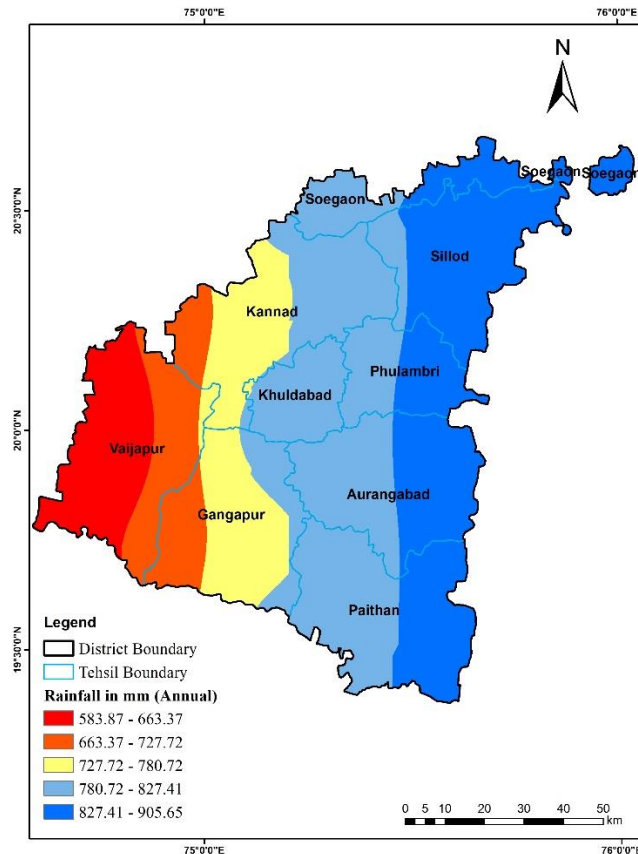 75°0'0"E 76°0'0"E
N
Soegaon Soegaon
Soegaon
20°30'0"N
Sillod
Kannad
Phulambri
Khuldabad
20°0'0"N
Vaijapur
Aurangabad
Gangapur
Paithan
Legend
19°30'0"N
District Boundary
Tehsil Boundary
Rainfall in mm (Annual)
583.87 - 663.37
663.37 - 727.72
727.72 - 780.72
780.72 - 827.41
827.41 - 905.65
0 5 10 20 30 40 50
km
75°0'0"E 76°0'0"E